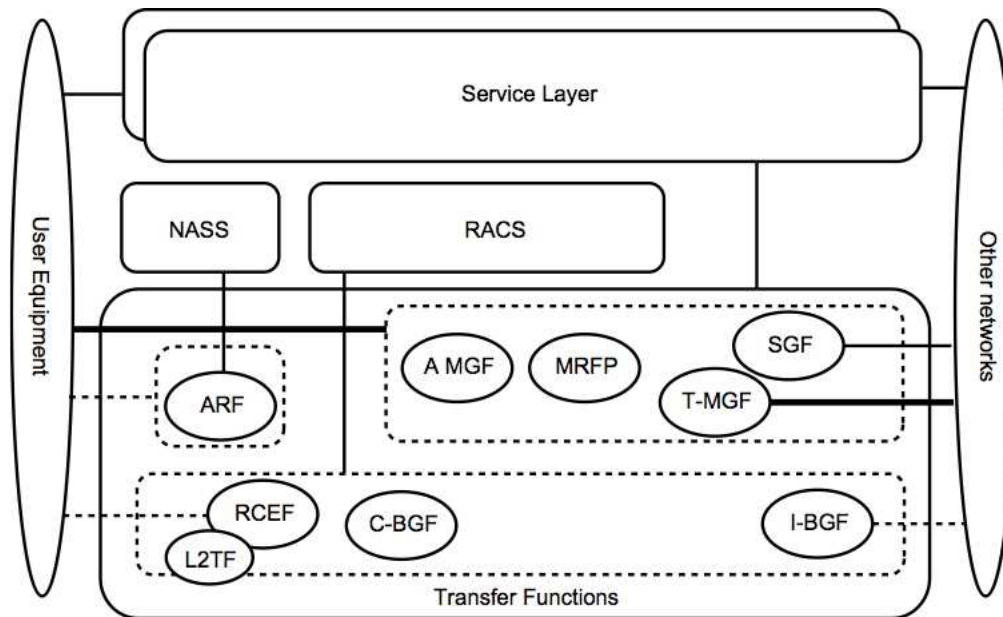 Service Layer
User Equipment
Other networks
NASS
RACS
SGF
A MGF
MRFP
T-MGF
ARF
RCEF
C-BGF
I-BGF
L2TF
Transfer Functions